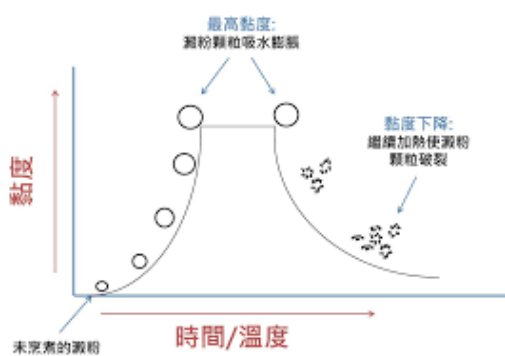 最高黏度:
澱粉顆粒吸水膨脹
黏度下降:
繼續加熱使澱粉
顆粒破裂
黏度
未烹煮的澱粉
時間/溫度